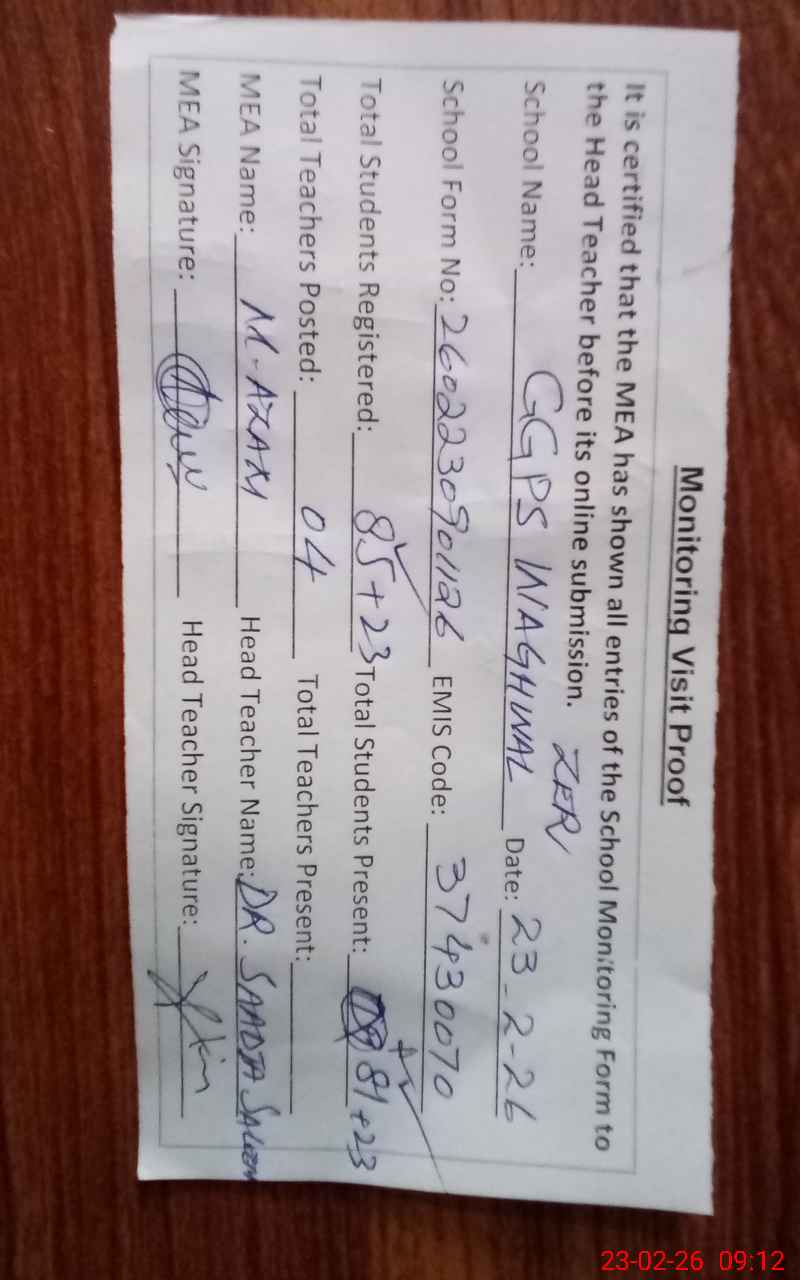 Monitoring Visit Proof
It is certified that the MEA has shown all entries of the School Monitoring Form to
the Head Teacher before its online submission.
School Name: GGPS WAGHWAL ZER Date: 23-2-26
School Form No: 2602230901126 EMIS Code: 37430070
Total Students Registered: 85+23 Total Students Present: 81+23
Total Teachers Posted: 04 Total Teachers Present:
MEA Name: M-AZAM Head Teacher Name: DR. SAADIA SALEEM
MEA Signature: Head Teacher Signature:
23-02-26 09:12